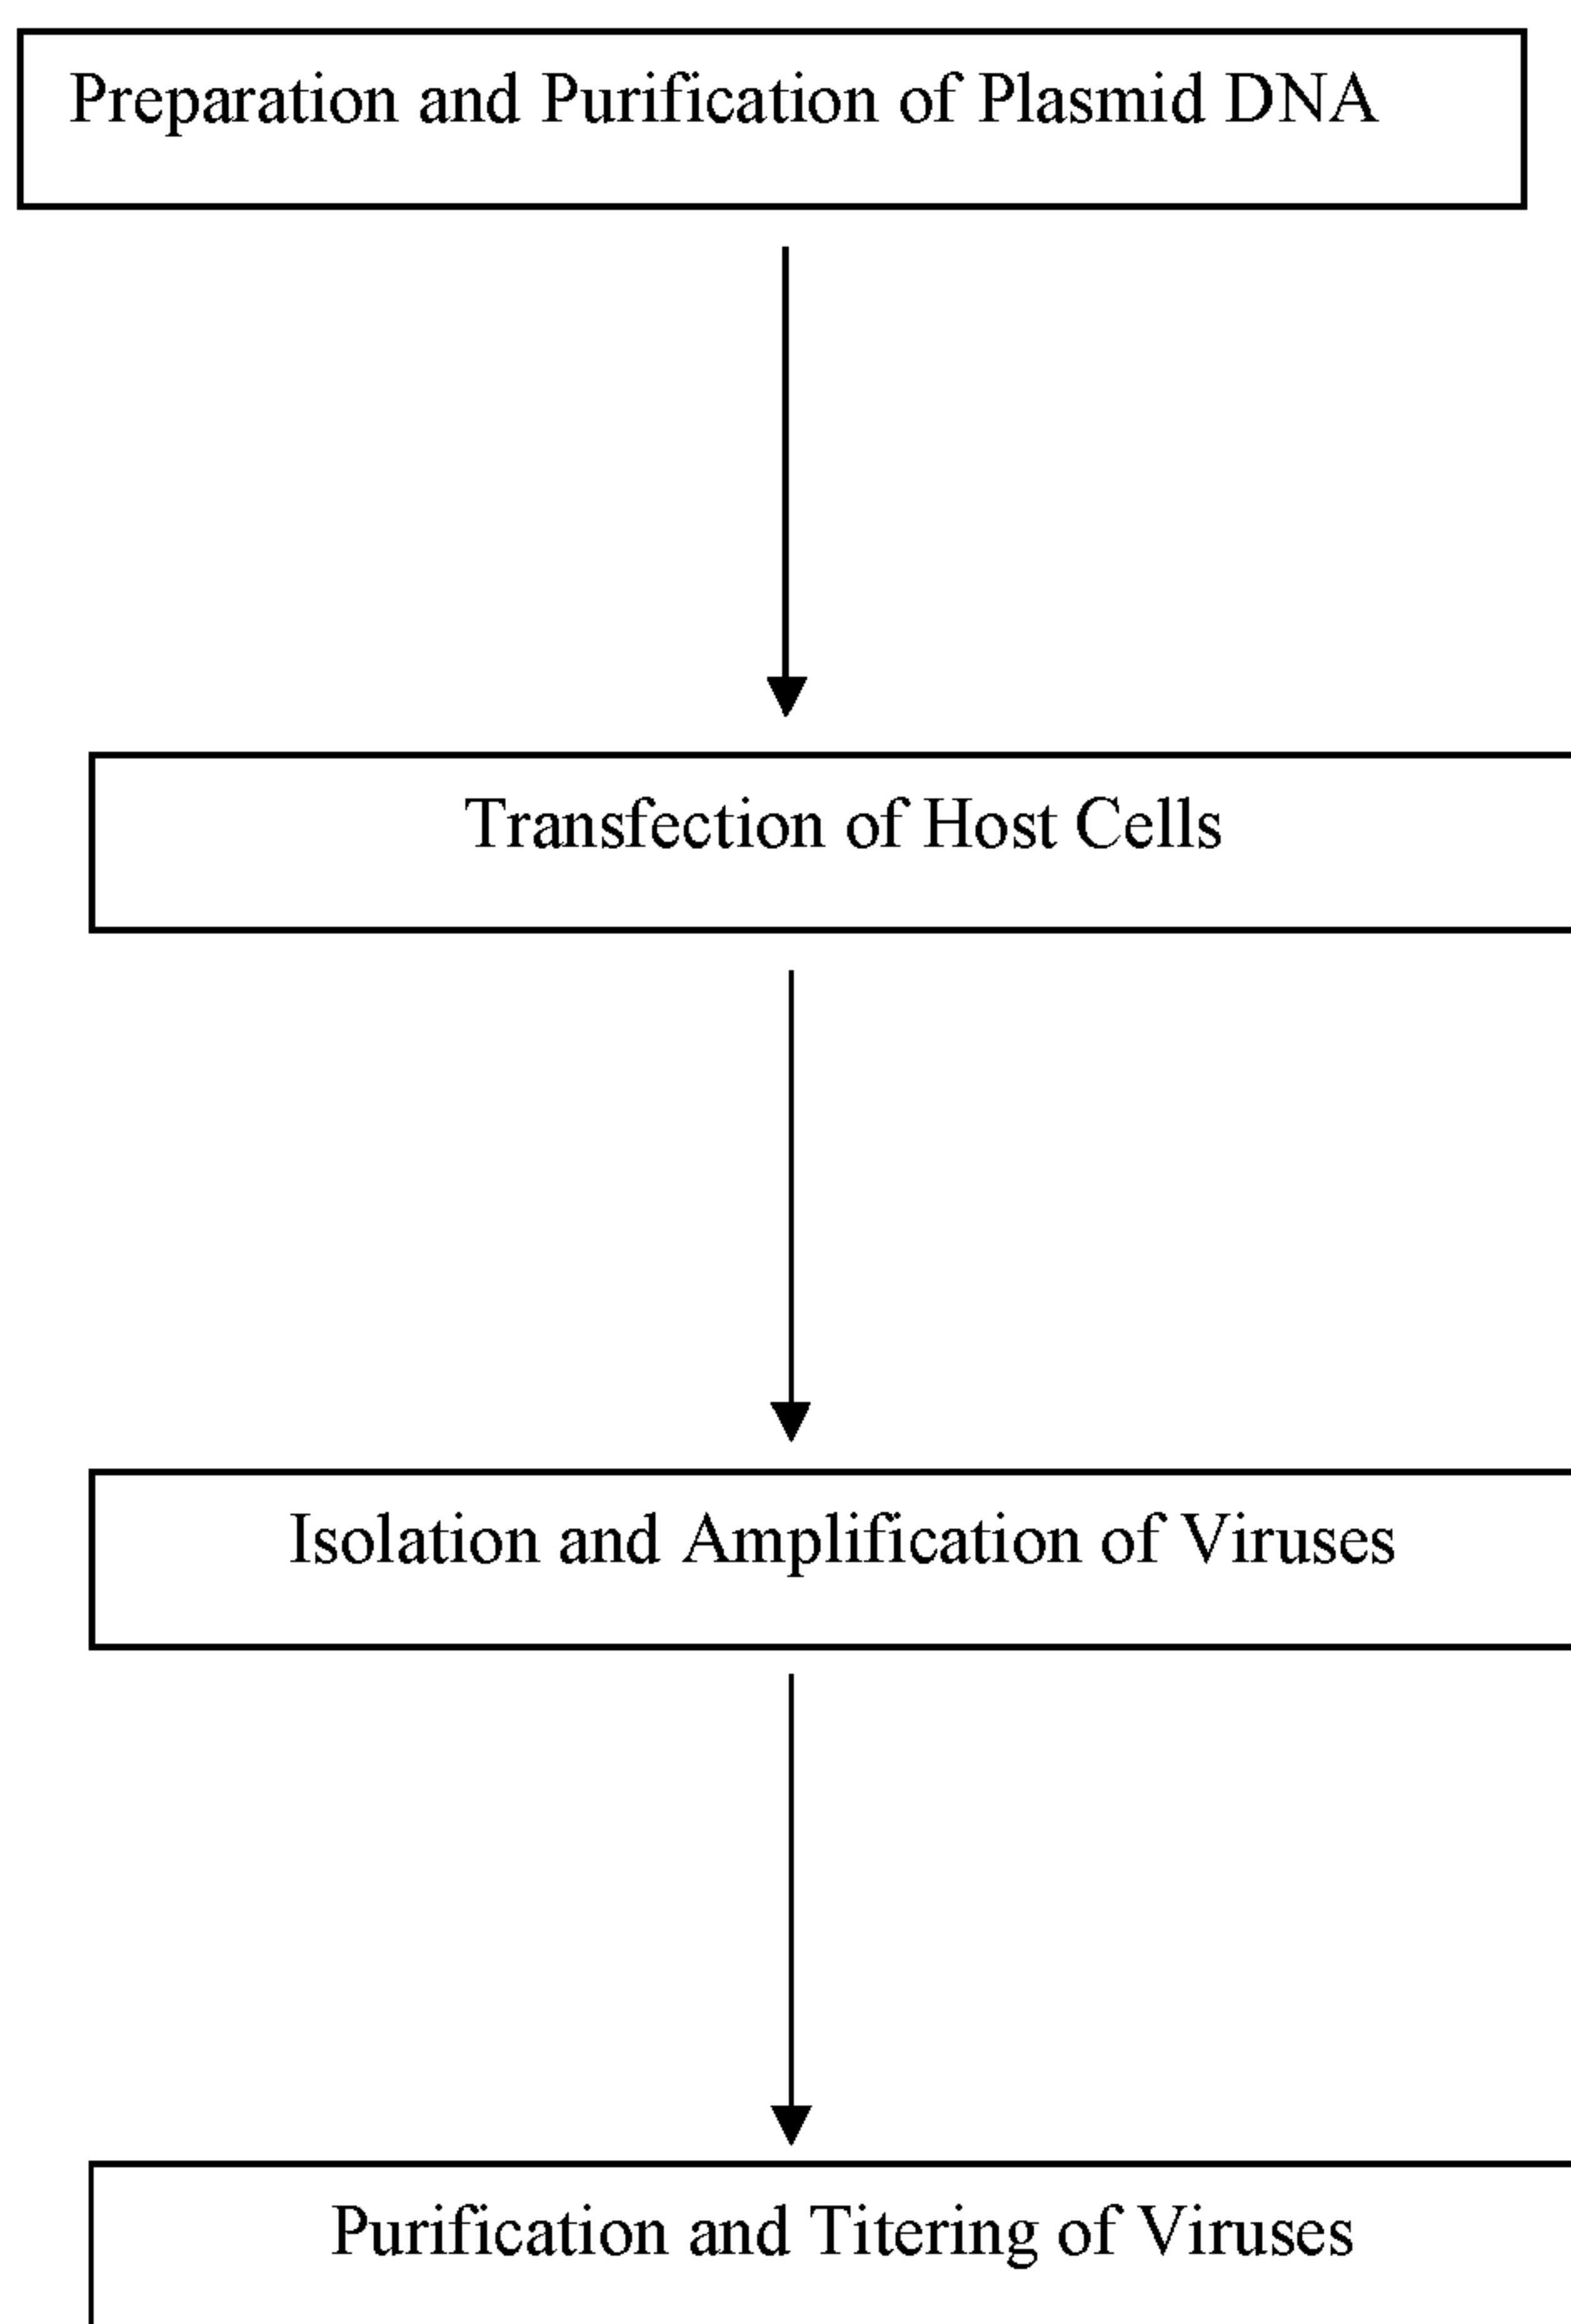 Preparation and Purification of Plasmid DNA
Transfection of Host Cells
Isolation and Amplification of Viruses
Purification and Titering of Viruses